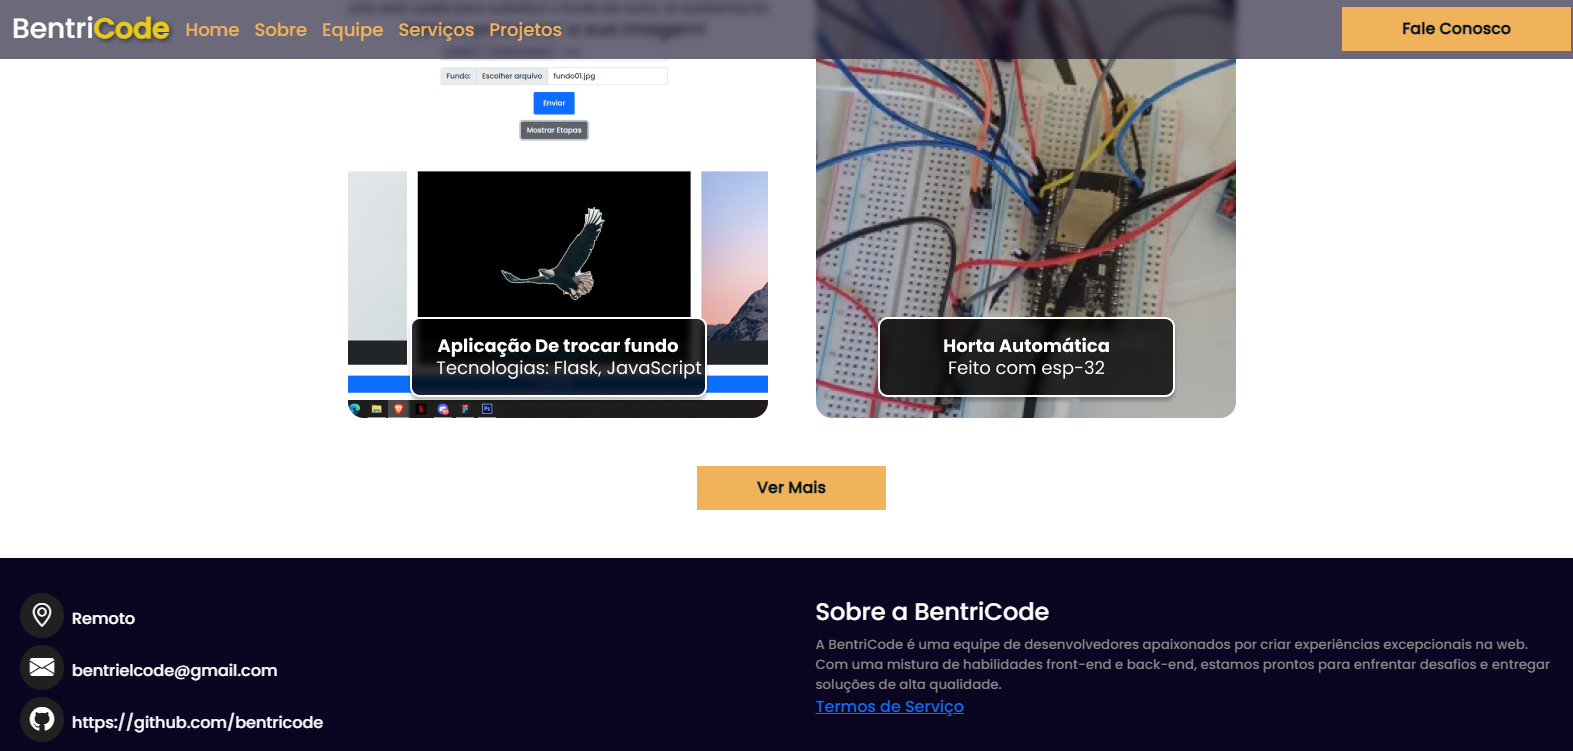 BentriCode Home Sobre Equipe Serviços Projetos Fale Conosco
a sua imagem!
Fundo: Escolher arquivo fundo01.jpg
Enviar
Mostrar Etapas
Aplicação De trocar fundo
Tecnologias: Flask, JavaScript
Horta Automática
Feito com esp-32
Ver Mais
Remoto
bentrielcode@gmail.com
https://github.com/bentricode
Sobre a BentriCode
A BentriCode é uma equipe de desenvolvedores apaixonados por criar experiências excepcionais na web.
Com uma mistura de habilidades front-end e back-end, estamos prontos para enfrentar desafios e entregar
soluções de alta qualidade.
Termos de Serviço